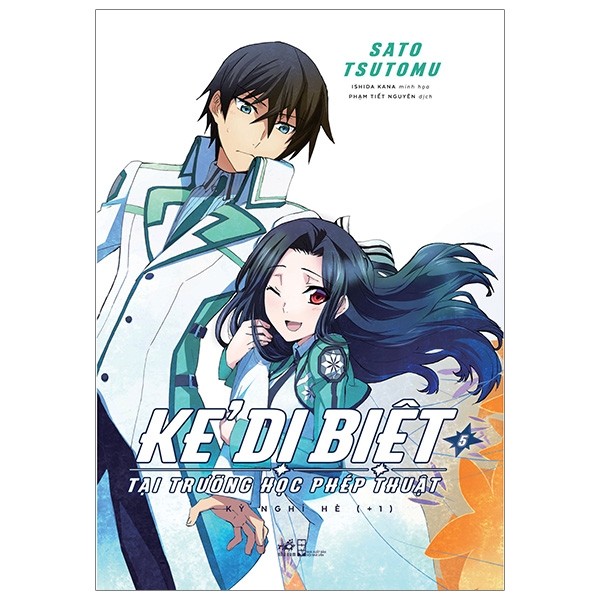 SATO
TSUTOMU
ISHIDA KANA minh họa
PHẠM TIẾT NGUYÊN dịch
KẺ DỊ BIỆT
5
TẠI TRƯỜNG HỌC PHÉP THUẬT
KỲ NGHỈ HÈ (+1)